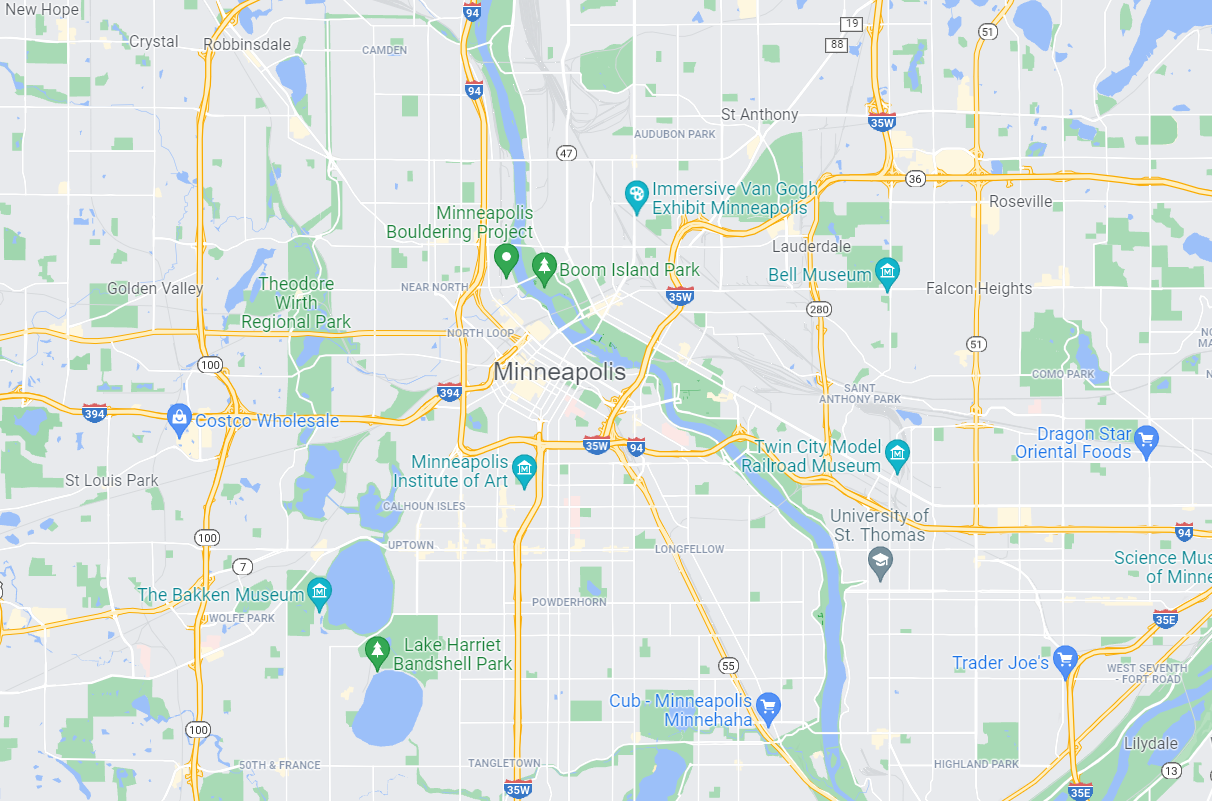 New Hope
94
19
51
Crystal
Robbinsdale
CAMDEN
88
94
St Anthony
35W
AUDUBON PARK
47
36
Immersive Van Gogh
Exhibit Minneapolis
Roseville
Minneapolis
Bouldering Project
Lauderdale
Boom Island Park
Bell Museum
Golden Valley
Theodore
Wirth
Regional Park
NEAR NORTH
35W
Falcon Heights
280
NORTH LOOP
51
100
Minneapolis
COMO PARK
394
SAINT
ANTHONY PARK
394
Costco Wholesale
Dragon Star
Oriental Foods
35W
94
Twin City Model
Railroad Museum
Minneapolis
Institute of Art
St Louis Park
CALHOUN ISLES
University of
St. Thomas
100
94
UPTOWN
LONGFELLOW
7
Science Mus
of Minne
The Bakken Museum
POWDERHORN
WOLFE PARK
35E
Lake Harriet
Bandshell Park
55
Trader Joe's
WEST SEVENTH
- FORT ROAD
Cub - Minneapolis
Minnehaha
100
Lilydale
50TH & FRANCE
TANGLETOWN
HIGHLAND PARK
13
35W
35E